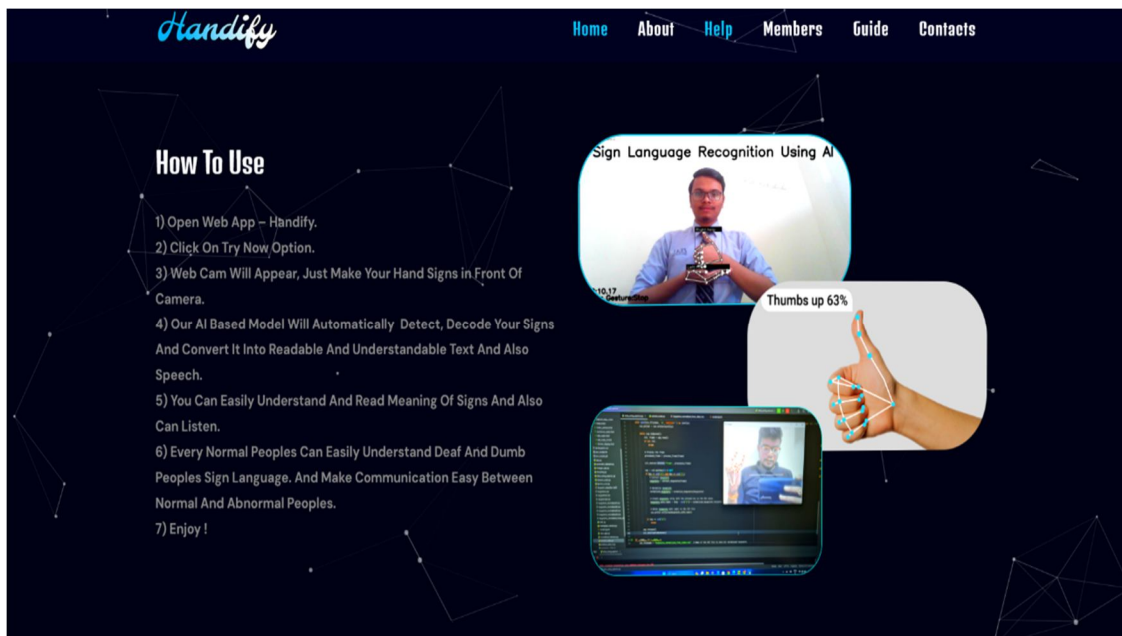 Handify
Home About Help Members Guide Contacts
How To Use
1) Open Web App – Handify.
2) Click On Try Now Option.
3) Web Cam Will Appear, Just Make Your Hand Signs in Front Of
Camera.
4) Our AI Based Model Will Automatically Detect, Decode Your Signs
And Convert It Into Readable And Understandable Text And Also
Speech.
5) You Can Easily Understand And Read Meaning Of Signs And Also
Can Listen.
6) Every Normal Peoples Can Easily Understand Deaf And Dumb
Peoples Sign Language. And Make Communication Easy Between
Normal And Abnormal Peoples.
7) Enjoy !
Sign Language Recognition Using AI
:10.17
Gesture:Stop
Thumbs up 63%